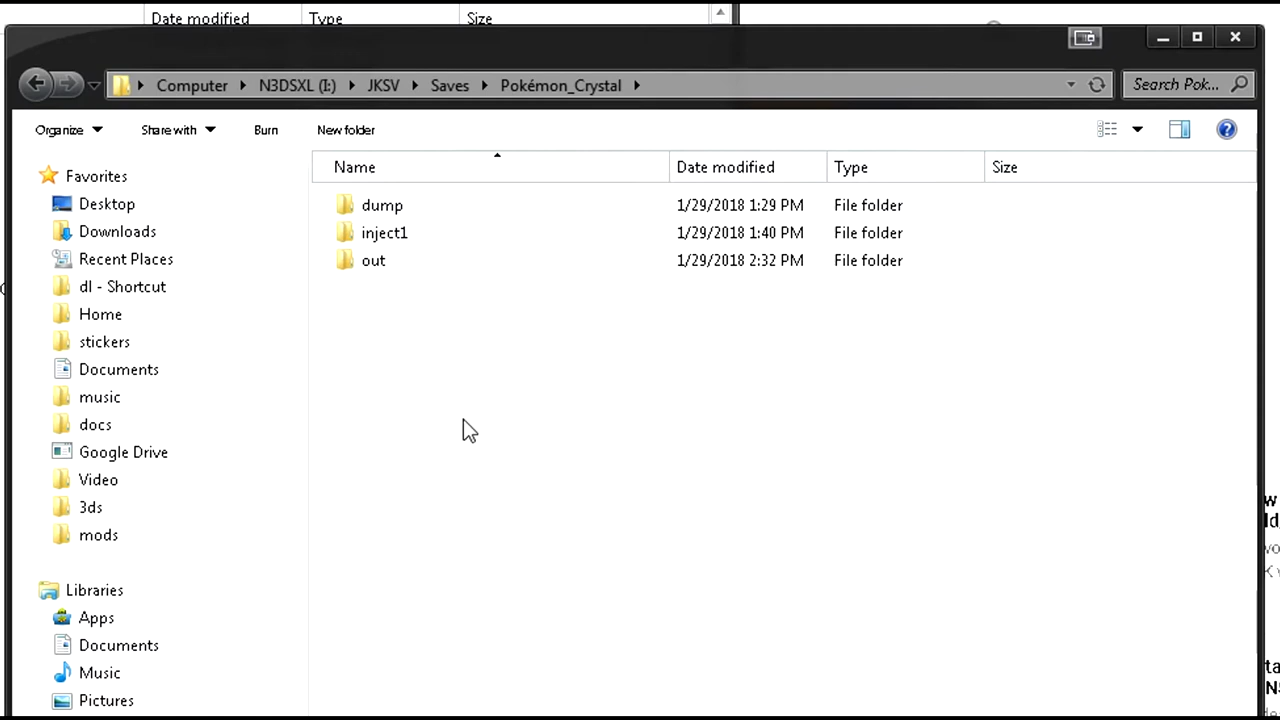 Date modified Type Size
Computer N3DSXL (I:) JKSV Saves Pokémon_Crystal Search Pok...
Organize Share with Burn New folder
Name Date modified Type Size
Favorites
Desktop
Downloads
Recent Places
dl - Shortcut
Home
stickers
Documents
music
docs
Google Drive
Video
3ds
mods
Libraries
Apps
Documents
Music
Pictures
dump 1/29/2018 1:29 PM File folder
inject1 1/29/2018 1:40 PM File folder
out 1/29/2018 2:32 PM File folder